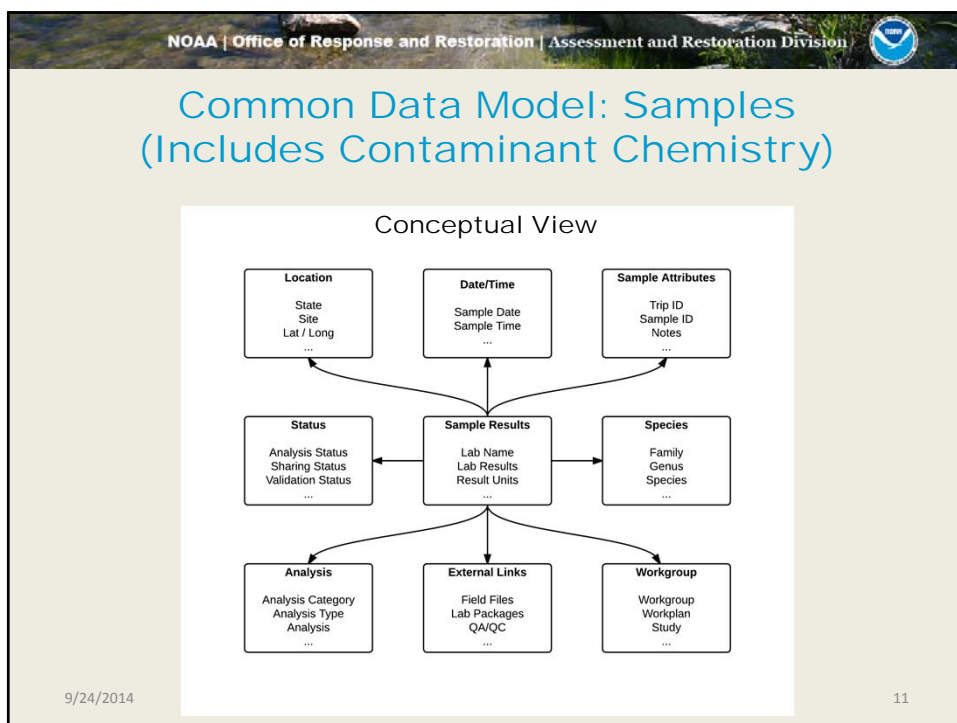 NOAA | Office of Response and Restoration | Assessment and Restoration Division
NOAA
Common Data Model: Samples
(Includes Contaminant Chemistry)
Conceptual View
Location
State
Site
Lat / Long
...
Date/Time
Sample Date
Sample Time
...
Sample Attributes
Trip ID
Sample ID
Notes
...
Status
Analysis Status
Sharing Status
Validation Status
...
Sample Results
Lab Name
Lab Results
Result Units
...
Species
Family
Genus
Species
...
Analysis
Analysis Category
Analysis Type
Analysis
...
External Links
Field Files
Lab Packages
QA/QC
...
Workgroup
Workgroup
Workplan
Study
...
9/24/2014
11